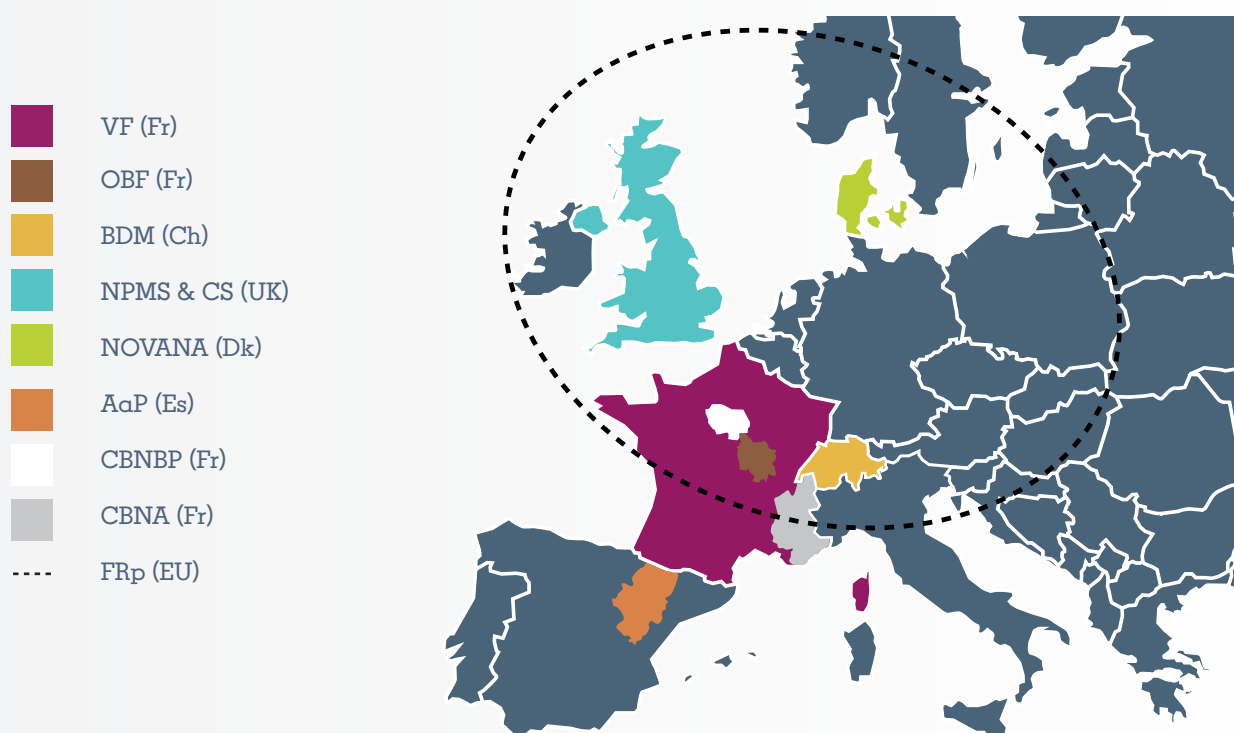 VF (Fr)
OBF (Fr)
BDM (Ch)
NPMS & CS (UK)
NOVANA (Dk)
AaP (Es)
CBNBP (Fr)
CBNA (Fr)
FRp (EU)